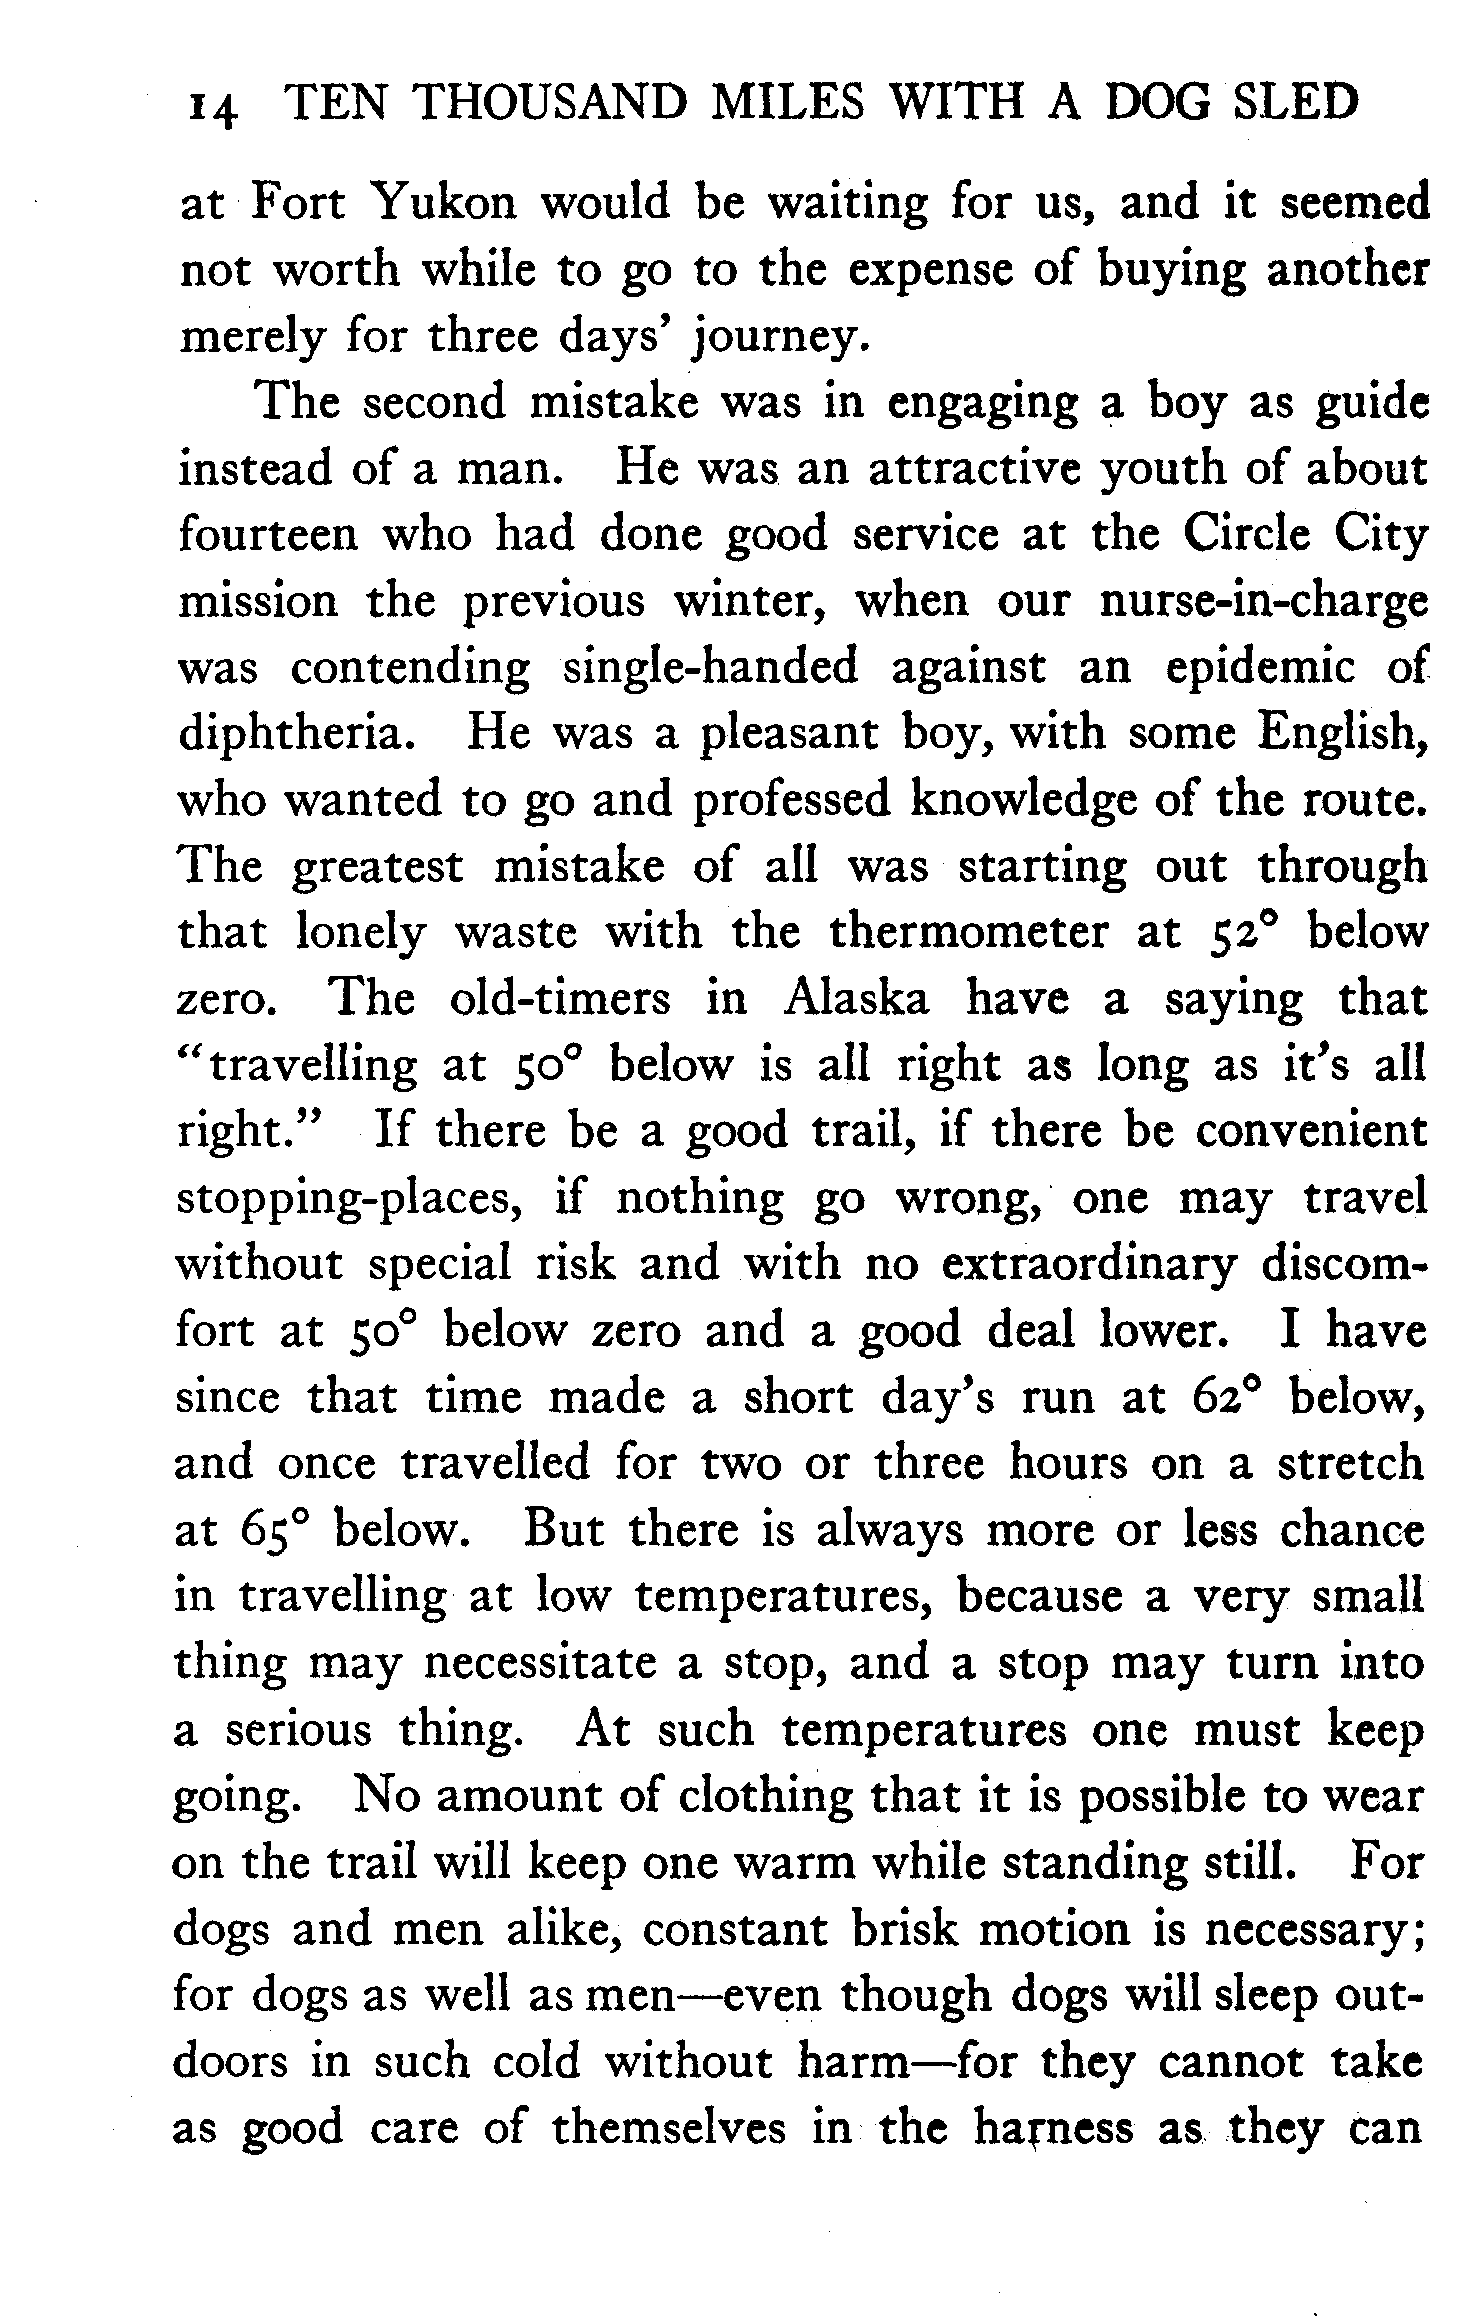 14 TEN THOUSAND MILES WITH A DOG SLED
at Fort Yukon would be waiting for us, and it seemed
not worth while to go to the expense of buying another
merely for three days' journey.
The second mistake was in engaging a boy as guide
instead of a man. He was an attractive youth of about
fourteen who had done good service at the Circle City
mission the previous winter, when our nurse-in-charge
was contending single-handed against an epidemic of
diphtheria. He was a pleasant boy, with some English,
who wanted to go and professed knowledge of the route.
The greatest mistake of all was starting out through
that lonely waste with the thermometer at 52° below
zero. The old-timers in Alaska have a saying that
"travelling at 50° below is all right as long as it's all
right." If there be a good trail, if there be convenient
stopping-places, if nothing go wrong, one may travel
without special risk and with no extraordinary discom-
fort at 50° below zero and a good deal lower. I have
since that time made a short day's run at 62° below,
and once travelled for two or three hours on a stretch
at 65° below. But there is always more or less chance
in travelling at low temperatures, because a very small
thing may necessitate a stop, and a stop may turn into
a serious thing. At such temperatures one must keep
going. No amount of clothing that it is possible to wear
on the trail will keep one warm while standing still. For
dogs and men alike, constant brisk motion is necessary;
for dogs as well as men—even though dogs will sleep out-
doors in such cold without harm—for they cannot take
as good care of themselves in the harness as they can